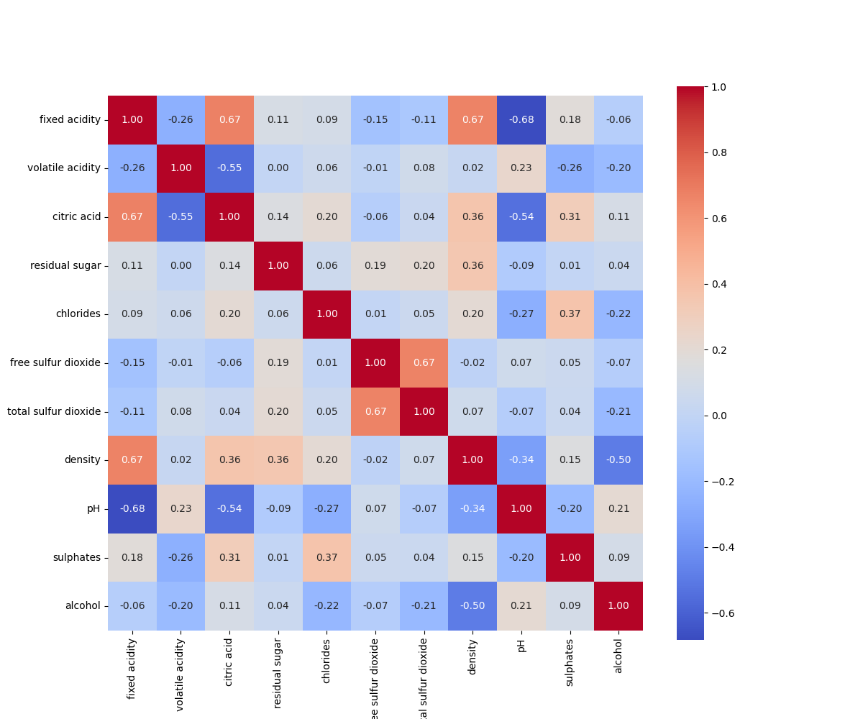 fixed acidity 1.00 -0.26 0.67 0.11 0.09 -0.15 -0.11 0.67 -0.68 0.18 -0.06
volatile acidity -0.26 1.00 -0.55 0.00 0.06 -0.01 0.08 0.02 0.23 -0.26 -0.20
citric acid 0.67 -0.55 1.00 0.14 0.20 -0.06 0.04 0.36 -0.54 0.31 0.11
residual sugar 0.11 0.00 0.14 1.00 0.06 0.19 0.20 0.36 -0.09 0.01 0.04
chlorides 0.09 0.06 0.20 0.06 1.00 0.01 0.05 0.20 -0.27 0.37 -0.22
free sulfur dioxide -0.15 -0.01 -0.06 0.19 0.01 1.00 0.67 -0.02 0.07 0.05 -0.07
total sulfur dioxide -0.11 0.08 0.04 0.20 0.05 0.67 1.00 0.07 -0.07 0.04 -0.21
density 0.67 0.02 0.36 0.36 0.20 -0.02 0.07 1.00 -0.34 0.15 -0.50
pH -0.68 0.23 -0.54 -0.09 -0.27 0.07 -0.07 -0.34 1.00 -0.20 0.21
sulphates 0.18 -0.26 0.31 0.01 0.37 0.05 0.04 0.15 -0.20 1.00 0.09
alcohol -0.06 -0.20 0.11 0.04 -0.22 -0.07 -0.21 0.21 0.09 1.00
fixed acidity
volatile acidity
citric acid
residual sugar
chlorides
ee sulfur dioxide
tal sulfur dioxide
density
pH
sulphates
alcohol
1.0
0.8
0.6
0.4
0.2
0.0
−0.2
−0.4
−0.6